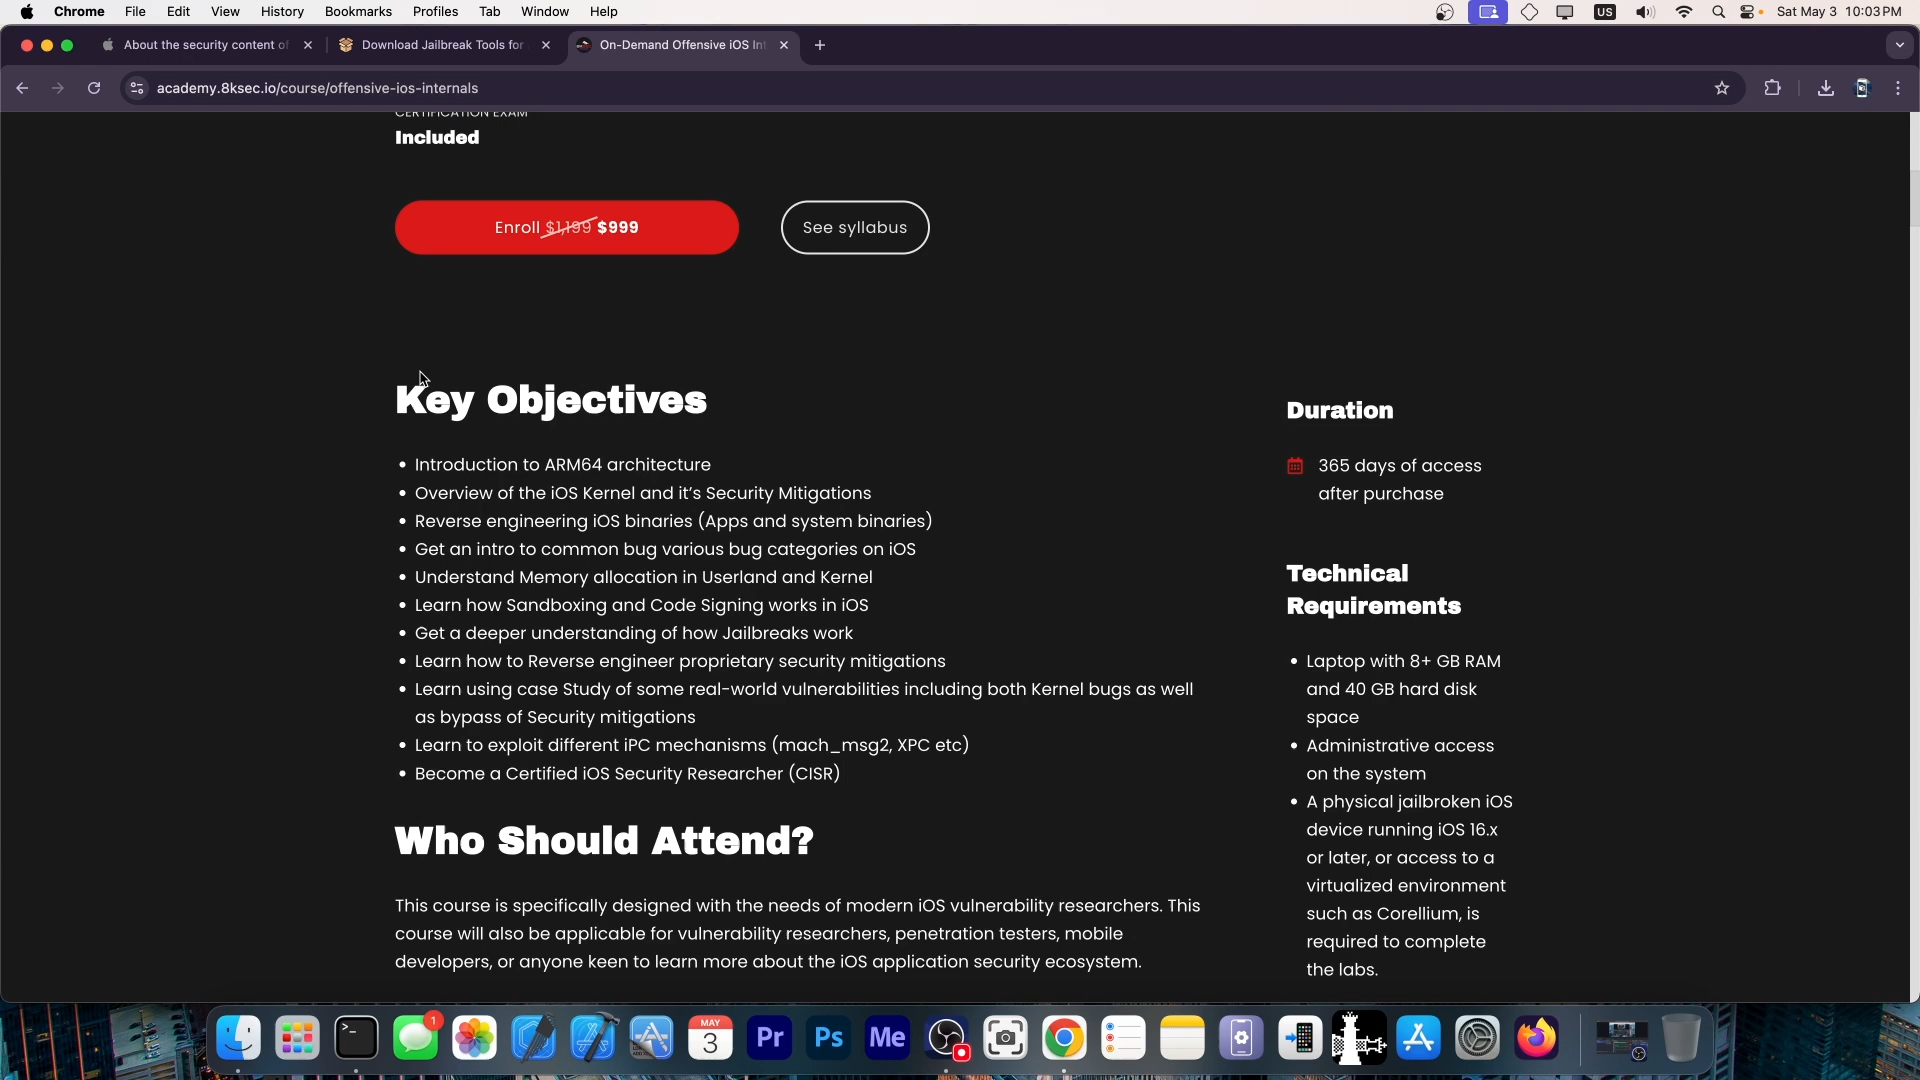 Chrome File Edit View History Bookmarks Profiles Tab Window Help US Sat May 3 10:03 PM
About the security content of Download Jailbreak Tools for On-Demand Offensive iOS Int
academy.8ksec.io/course/offensive-ios-internals
CERTIFICATION EXAM
Included
Enroll $1,199 $999 See syllabus
Key Objectives
• Introduction to ARM64 architecture
• Overview of the iOS Kernel and it’s Security Mitigations
• Reverse engineering iOS binaries (Apps and system binaries)
• Get an intro to common bug various bug categories on iOS
• Understand Memory allocation in Userland and Kernel
• Learn how Sandboxing and Code Signing works in iOS
• Get a deeper understanding of how Jailbreaks work
• Learn how to Reverse engineer proprietary security mitigations
• Learn using case Study of some real-world vulnerabilities including both Kernel bugs as well
as bypass of Security mitigations
• Learn to exploit different iPC mechanisms (mach_msg2, XPC etc)
• Become a Certified iOS Security Researcher (CISR)
Who Should Attend?
This course is specifically designed with the needs of modern iOS vulnerability researchers. This
course will also be applicable for vulnerability researchers, penetration testers, mobile
developers, or anyone keen to learn more about the iOS application security ecosystem.
Duration
365 days of access
after purchase
Technical
Requirements
• Laptop with 8+ GB RAM
and 40 GB hard disk
space
• Administrative access
on the system
• A physical jailbroken iOS
device running iOS 16.x
or later, or access to a
virtualized environment
such as Corellium, is
required to complete
the labs.
>_ 1 MAY 3 Pr Ps Me